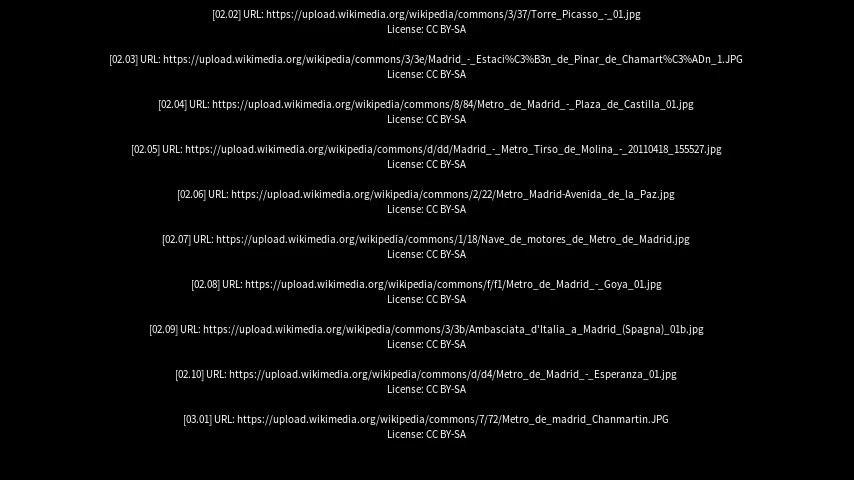 [02.02] URL: https://upload.wikimedia.org/wikipedia/commons/3/37/Torre_Picasso_-_01.jpg
License: CC BY-SA
[02.03] URL: https://upload.wikimedia.org/wikipedia/commons/3/3e/Madrid_-_Estaci%C3%B3n_de_Pinar_de_Chamart%C3%ADn_1.JPG
License: CC BY-SA
[02.04] URL: https://upload.wikimedia.org/wikipedia/commons/8/84/Metro_de_Madrid_-_Plaza_de_Castilla_01.jpg
License: CC BY-SA
[02.05] URL: https://upload.wikimedia.org/wikipedia/commons/d/dd/Madrid_-_Metro_Tirso_de_Molina_-_20110418_155527.jpg
License: CC BY-SA
[02.06] URL: https://upload.wikimedia.org/wikipedia/commons/2/22/Metro_Madrid-Avenida_de_la_Paz.jpg
License: CC BY-SA
[02.07] URL: https://upload.wikimedia.org/wikipedia/commons/1/18/Nave_de_motores_de_Metro_de_Madrid.jpg
License: CC BY-SA
[02.08] URL: https://upload.wikimedia.org/wikipedia/commons/f/f1/Metro_de_Madrid_-_Goya_01.jpg
License: CC BY-SA
[02.09] URL: https://upload.wikimedia.org/wikipedia/commons/3/3b/Ambasciata_d'Italia_a_Madrid_(Spagna)_01b.jpg
License: CC BY-SA
[02.10] URL: https://upload.wikimedia.org/wikipedia/commons/d/d4/Metro_de_Madrid_-_Esperanza_01.jpg
License: CC BY-SA
[03.01] URL: https://upload.wikimedia.org/wikipedia/commons/7/72/Metro_de_madrid_Chanmartin.JPG
License: CC BY-SA